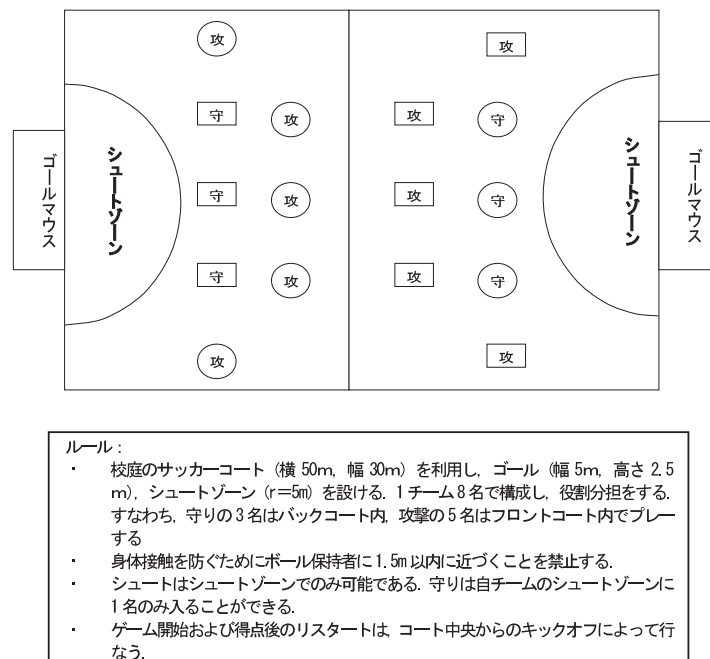 攻
攻
守
攻
攻
守
守
攻
攻
守
守
攻
攻
守
攻
攻
ゴールマウス
シュートゾーン
シュートゾーン
ゴールマウス
ルール：
・ 校庭のサッカーコート（横 50m，幅 30m）を利用し，ゴール（幅 5m，高さ 2.5
m），シュートゾーン（r＝5m）を設ける．1 チーム 8 名で構成し，役割分担をする．
すなわち，守りの 3 名はバックコート内，攻撃の 5 名はフロントコート内でプレー
する
・ 身体接触を防ぐためにボール保持者に 1.5m 以内に近づくことを禁止する．
・ シュートはシュートゾーンでのみ可能である．守りは自チームのシュートゾーンに
1 名のみ入ることができる．
・ ゲーム開始および得点後のリスタートは，コート中央からのキックオフによって行
なう．